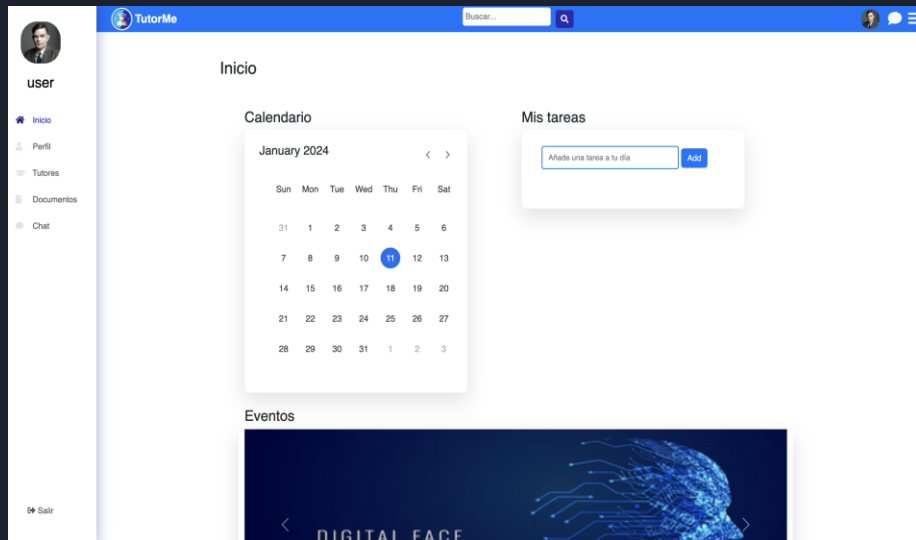 TutorMe
Buscar...
user
Inicio
Perfil
Tutores
Documentos
Chat
Salir
Inicio
Calendario
January 2024
Sun Mon Tue Wed Thu Fri Sat
31 1 2 3 4 5 6
7 8 9 10 11 12 13
14 15 16 17 18 19 20
21 22 23 24 25 26 27
28 29 30 31 1 2 3
Mis tareas
Añade una tarea a tu día
Add
Eventos
DIGITAL FACE